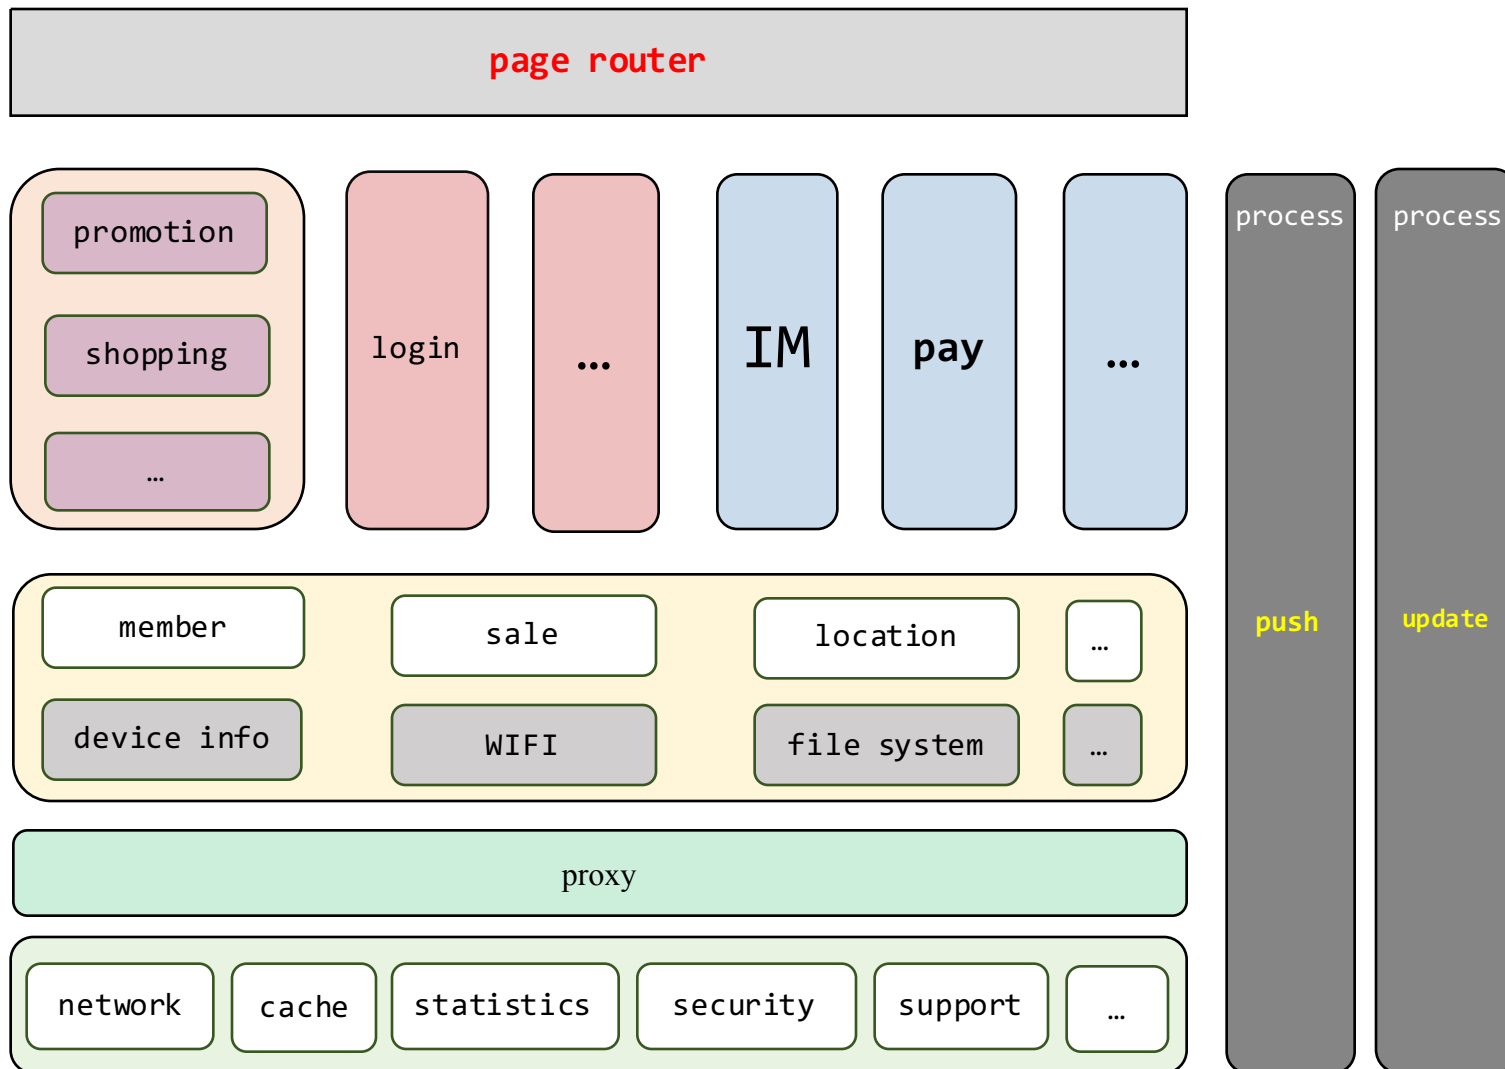 page router
promotion
shopping
…
login
…
IM
pay
…
process
push
process
update
member
sale
location
…
device info
WIFI
file system
…
proxy
network
cache
statistics
security
support
…